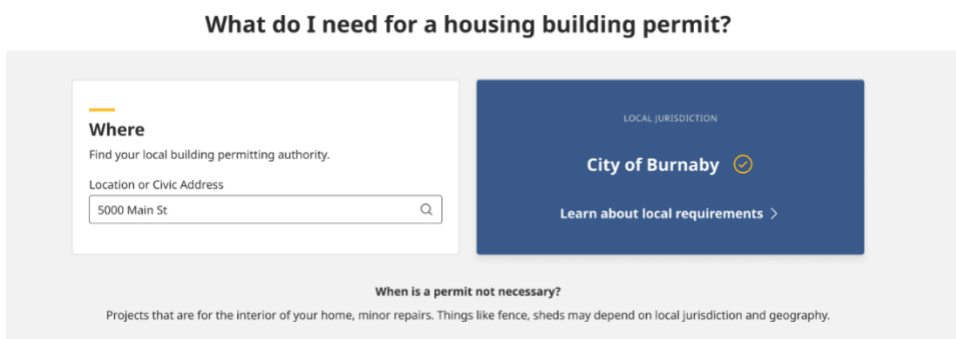 What do I need for a housing building permit?
Where
Find your local building permitting authority.
Location or Civic Address
5000 Main St
LOCAL JURISDICTION
City of Burnaby
Learn about local requirements
When is a permit not necessary?
Projects that are for the interior of your home, minor repairs. Things like fence, sheds may depend on local jurisdiction and geography.